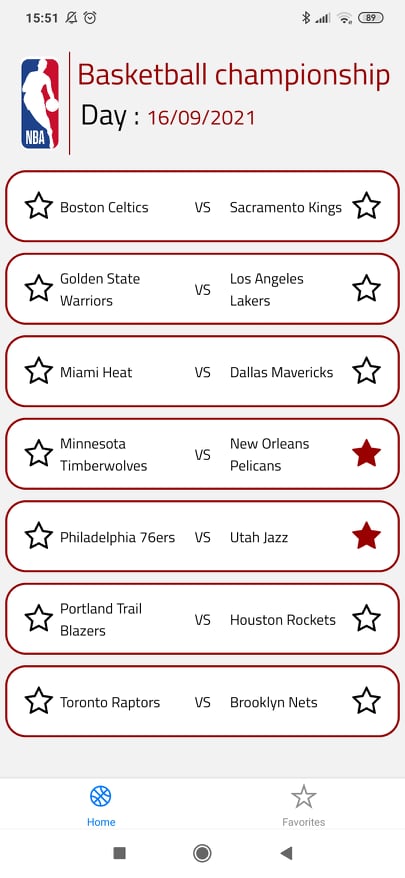 15:51
89
Basketball championship
NBA
Day : 16/09/2021
Boston Celtics VS Sacramento Kings
Golden State Warriors VS Los Angeles Lakers
Miami Heat VS Dallas Mavericks
Minnesota Timberwolves VS New Orleans Pelicans
Philadelphia 76ers VS Utah Jazz
Portland Trail Blazers VS Houston Rockets
Toronto Raptors VS Brooklyn Nets
Home
Favorites